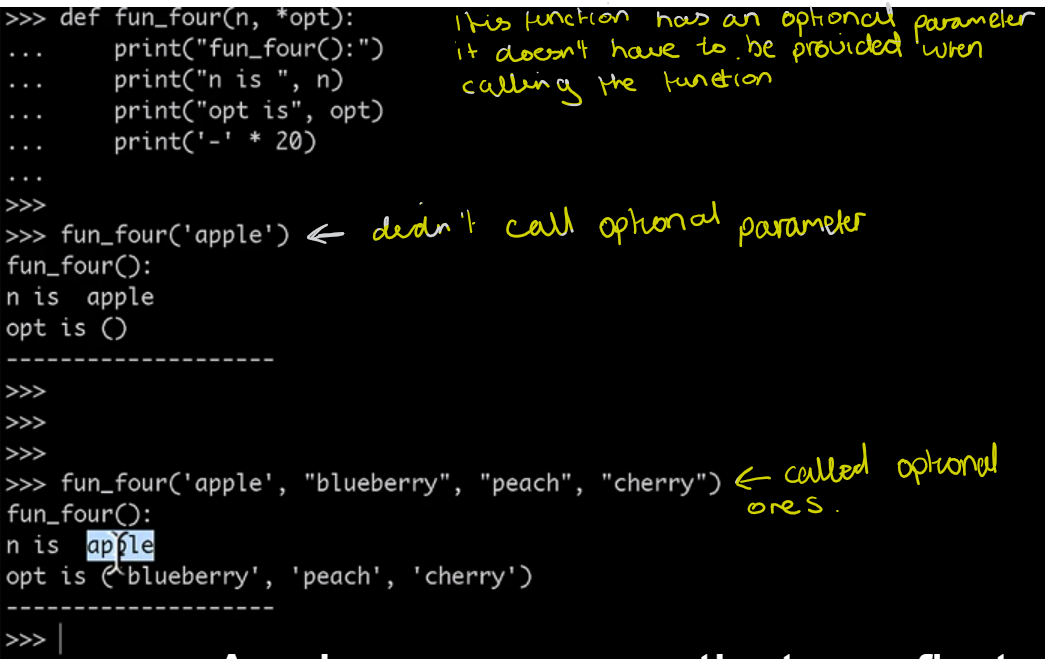 >>> def fun_four(n, *opt): This function has an optional parameter
...     print("fun_four():") it doesn't have to be provided when
...     print("n is ", n) calling the function
...     print("opt is", opt)
...     print('-' * 20)
...
>>>
>>> fun_four('apple') ← didn't call optional parameter
fun_four():
n is  apple
opt is ()
--------------------
>>>
>>>
>>>
>>> fun_four('apple', "blueberry", "peach", "cherry") ← called optional
fun_four(): ones.
n is  apple
opt is ('blueberry', 'peach', 'cherry')
--------------------
>>>